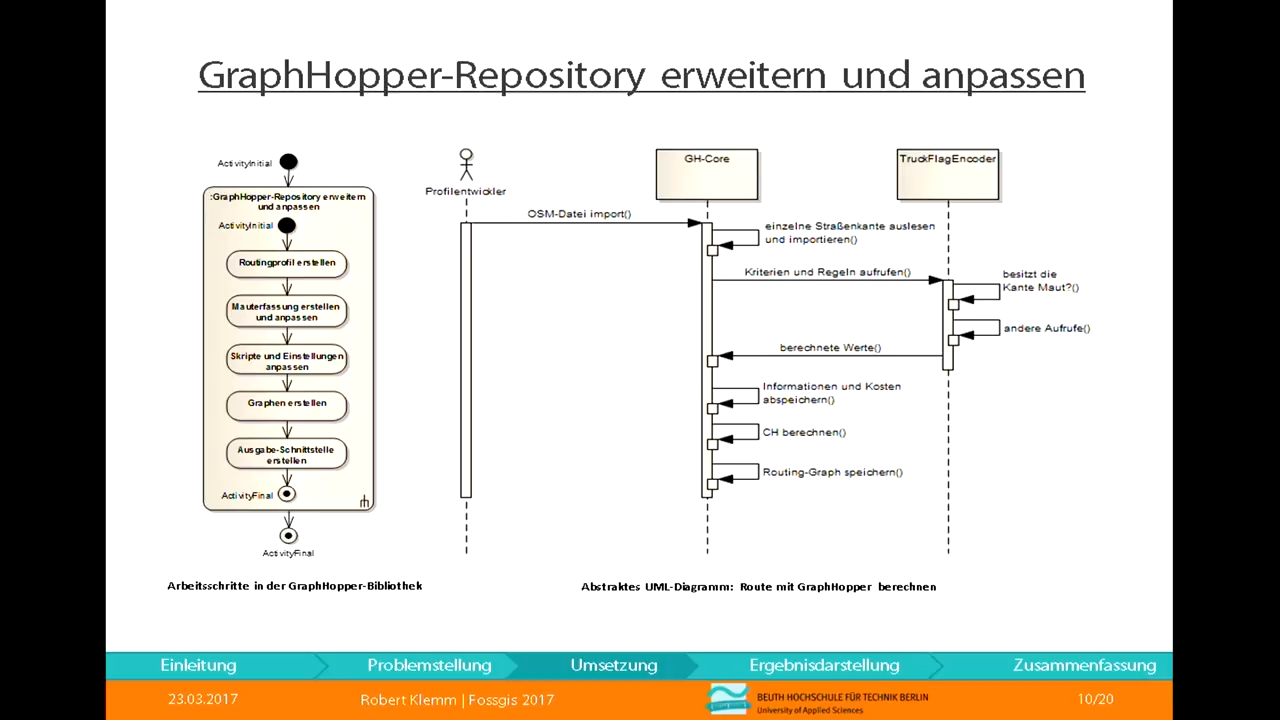 GraphHopper-Repository erweitern und anpassen
ActivityInitial
:GraphHopper-Repository erweitern
und anpassen
ActivityInitial
Routingprofil erstellen
Mauterfassung erstellen
und anpassen
Skripte und Einstellungen
anpassen
Graphen erstellen
Ausgabe-Schnittstelle
erstellen
ActivityFinal
ActivityFinal
Arbeitsschritte in der GraphHopper-Bibliothek
Profilentwickler
GH-Core
TruckFlagEncoder
OSM-Datei import()
einzelne Straßenkante auslesen
und importieren()
Kriterien und Regeln aufrufen()
besitzt die
Kante Maut?()
andere Aufrufe()
berechnete Werte()
Informationen und Kosten
abspeichern()
CH berechnen()
Routing-Graph speichern()
Abstraktes UML-Diagramm: Route mit GraphHopper berechnen
Einleitung
Problemstellung
Umsetzung
Ergebnisdarstellung
Zusammenfassung
23.03.2017
Robert Klemm | Fossgis 2017
BEUTH HOCHSCHULE FÜR TECHNIK BERLIN
University of Applied Sciences
10/20